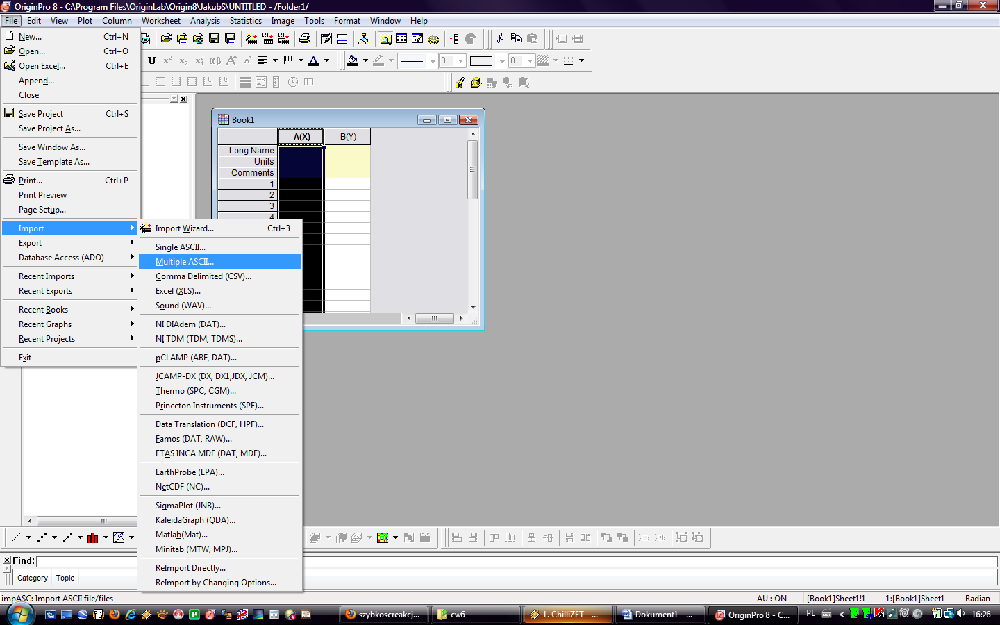 OriginPro 8 - C:\Program Files\OriginLab\Origin8\JakubS\UNTITLED - /Folder1/
File Edit View Plot Column Worksheet Analysis Statistics Image Tools Format Window Help
New... Ctrl+N
Open... Ctrl+O
Open Excel... Ctrl+E
Append...
Close
Save Project Ctrl+S
Save Project As...
Save Window As...
Save Template As...
Print... Ctrl+P
Print Preview
Page Setup...
Import
Export
Database Access (ADO)
Recent Imports
Recent Exports
Recent Books
Recent Graphs
Recent Projects
Exit
Import Wizard... Ctrl+3
Single ASCII...
Multiple ASCII...
Comma Delimited (CSV)...
Excel (XLS)...
Sound (WAV)...
NI DIAdem (DAT)...
NI TDM (TDM, TDMS)...
pCLAMP (ABF, DAT)...
JCAMP-DX (DX, DX1,JDX, JCM)...
Thermo (SPC, CGM)...
Princeton Instruments (SPE)...
Data Translation (DCF, HPF)...
Famos (DAT, RAW)...
ETAS INCA MDF (DAT, MDF)...
EarthProbe (EPA)...
NetCDF (NC)...
SigmaPlot (JNB)...
KaleidaGraph (QDA)...
Matlab(Mat)...
Minitab (MTW, MPJ)...
ReImport Directly...
ReImport by Changing Options...
U x² x₂ αβ A A A 0 0
Book1
A(X) B(Y)
Long Name
Units
Comments
1
2
3
4
Find:
Category Topic
impASC: Import ASCII file/files
AU : ON [Book1]Sheet1!1 1:[Book1]Sheet1 Radian
szybkoscreakcj... cw6 1. ChilliZET - ... Dokument1 - ... OriginPro 8 - C... PL 16:26